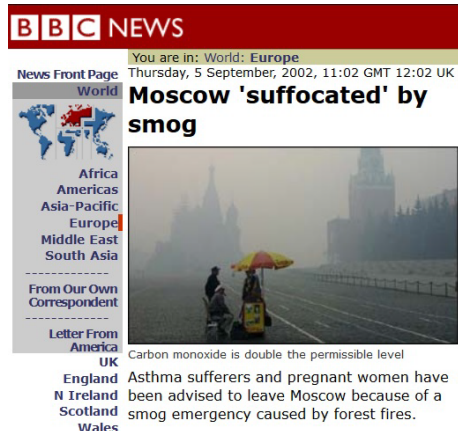 BBC NEWS
You are in: World: Europe
News Front Page
World
Africa
Americas
Asia-Pacific
Europe
Middle East
South Asia
-------------
From Our Own
Correspondent
-------------
Letter From
America
UK
England
N Ireland
Scotland
Wales
Thursday, 5 September, 2002, 11:02 GMT 12:02 UK
Moscow 'suffocated' by
smog
Carbon monoxide is double the permissible level
Asthma sufferers and pregnant women have
been advised to leave Moscow because of a
smog emergency caused by forest fires.